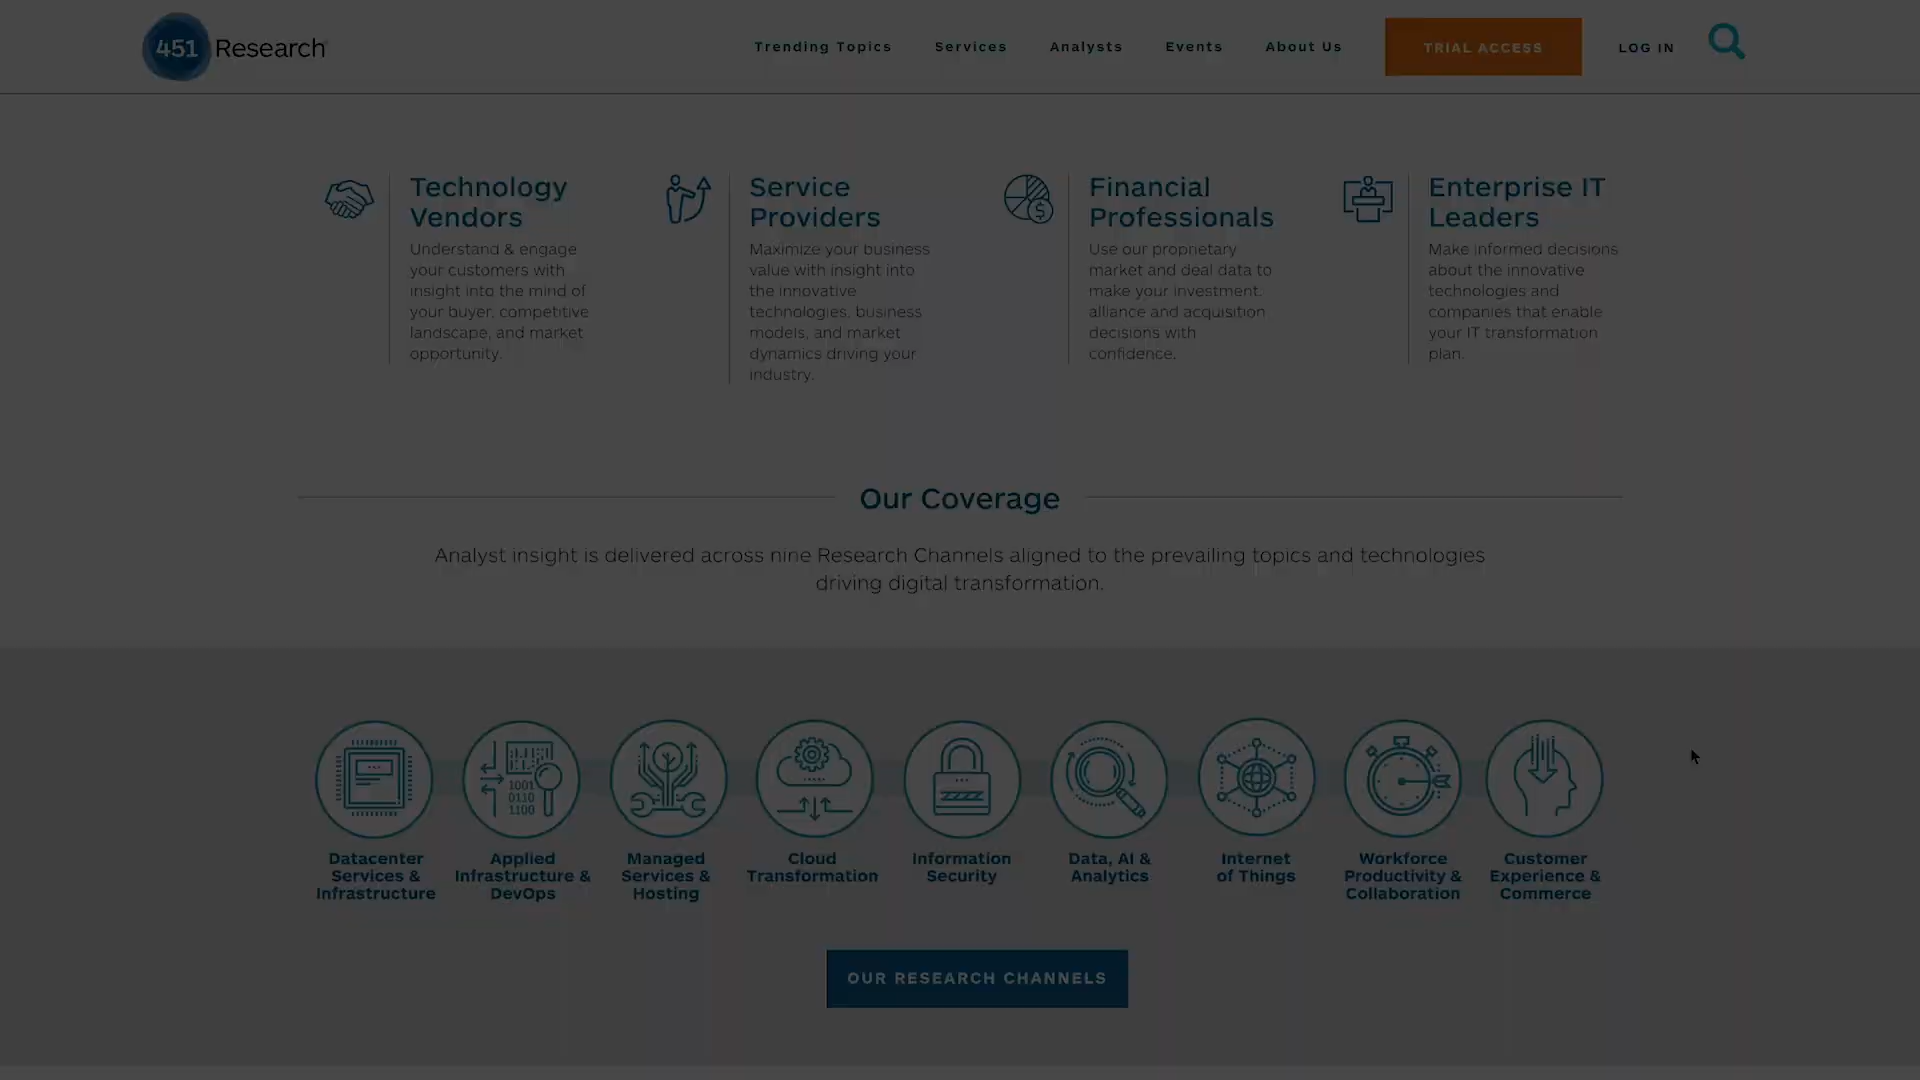 451 Research
Trending Topics
Services
Analysts
Events
About Us
TRIAL ACCESS
LOG IN
Technology
Vendors
Understand & engage
your customers with
insight into the mind of
your buyer, competitive
landscape, and market
opportunity.
Service
Providers
Maximize your business
value with insight into
the innovative
technologies, business
models, and market
dynamics driving your
industry.
Financial
Professionals
Use our proprietary
market and deal data to
make your investment,
alliance and acquisition
decisions with
confidence.
Enterprise IT
Leaders
Make informed decisions
about the innovative
technologies and
companies that enable
your IT transformation
plan.
Our Coverage
Analyst insight is delivered across nine Research Channels aligned to the prevailing topics and technologies
driving digital transformation.
1001
0110
1100
Datacenter
Services &
Infrastructure
Applied
Infrastructure &
DevOps
Managed
Services &
Hosting
Cloud
Transformation
Information
Security
Data, AI &
Analytics
Internet
of Things
Workforce
Productivity &
Collaboration
Customer
Experience &
Commerce
OUR RESEARCH CHANNELS